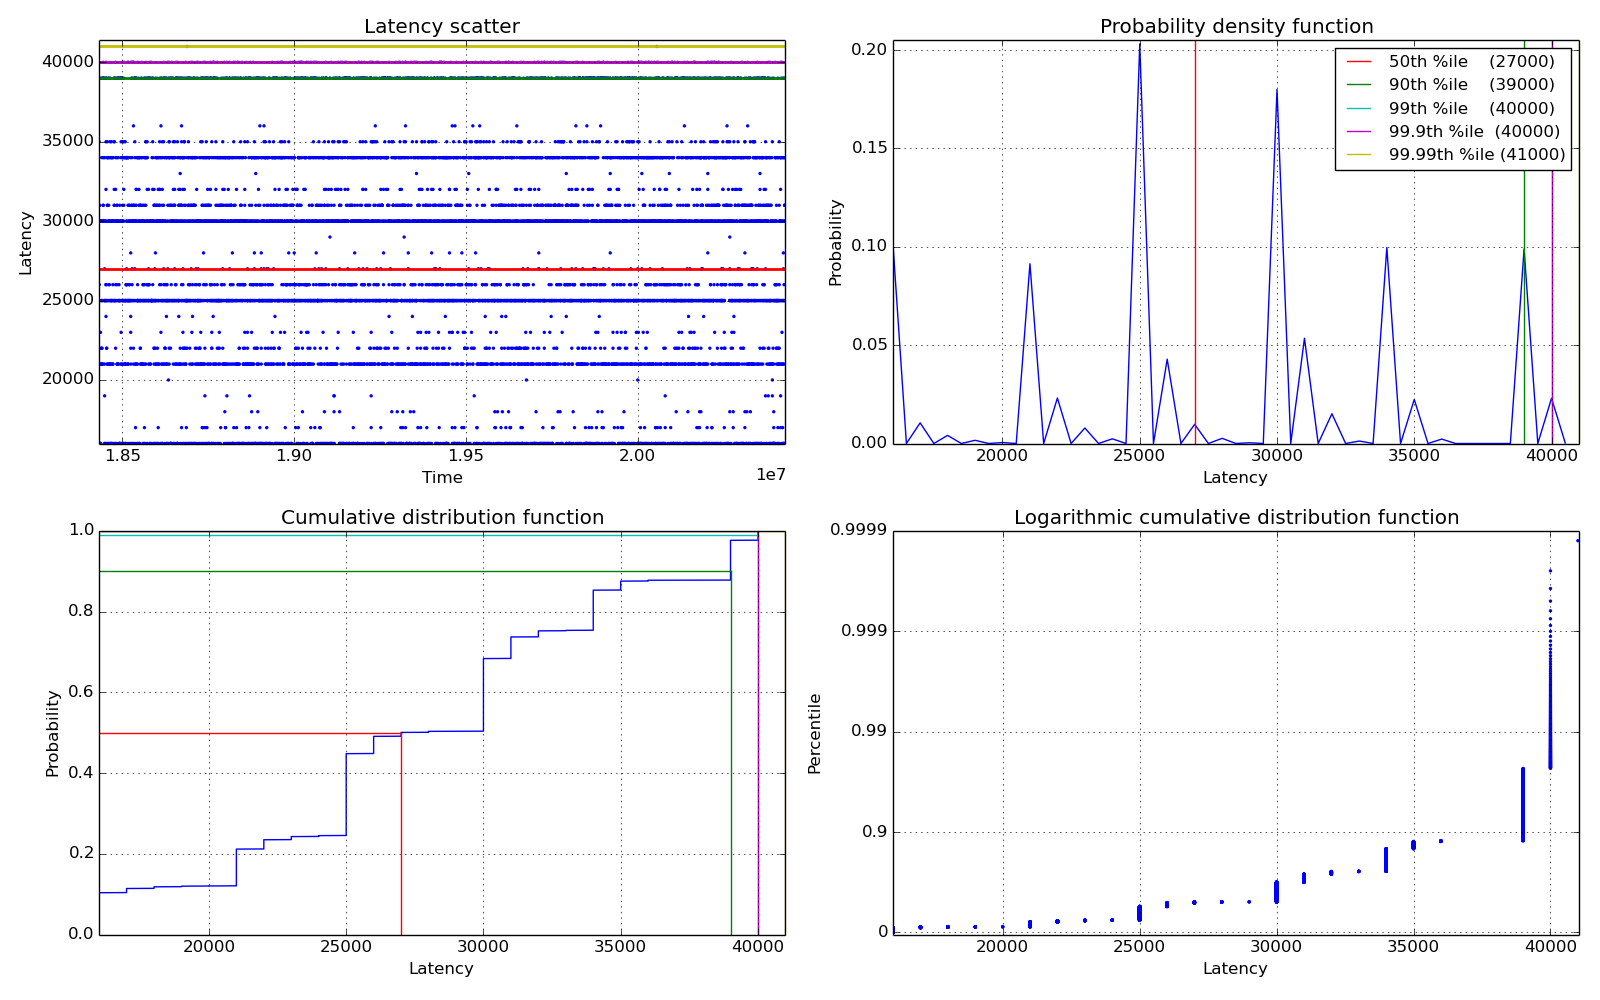 Latency scatter
40000
35000
30000
25000
20000
Latency
1.85
1.90
1.95
2.00
1e7
Time
Probability density function
0.20
0.15
0.10
0.05
0.00
Probability
50th %ile (27000)
90th %ile (39000)
99th %ile (40000)
99.9th %ile (40000)
99.99th %ile (41000)
20000
25000
30000
35000
40000
Latency
Cumulative distribution function
1.0
0.8
0.6
0.4
0.2
0.0
Probability
20000
25000
30000
35000
40000
Latency
Logarithmic cumulative distribution function
0.9999
0.999
0.99
0.9
0
Percentile
20000
25000
30000
35000
40000
Latency